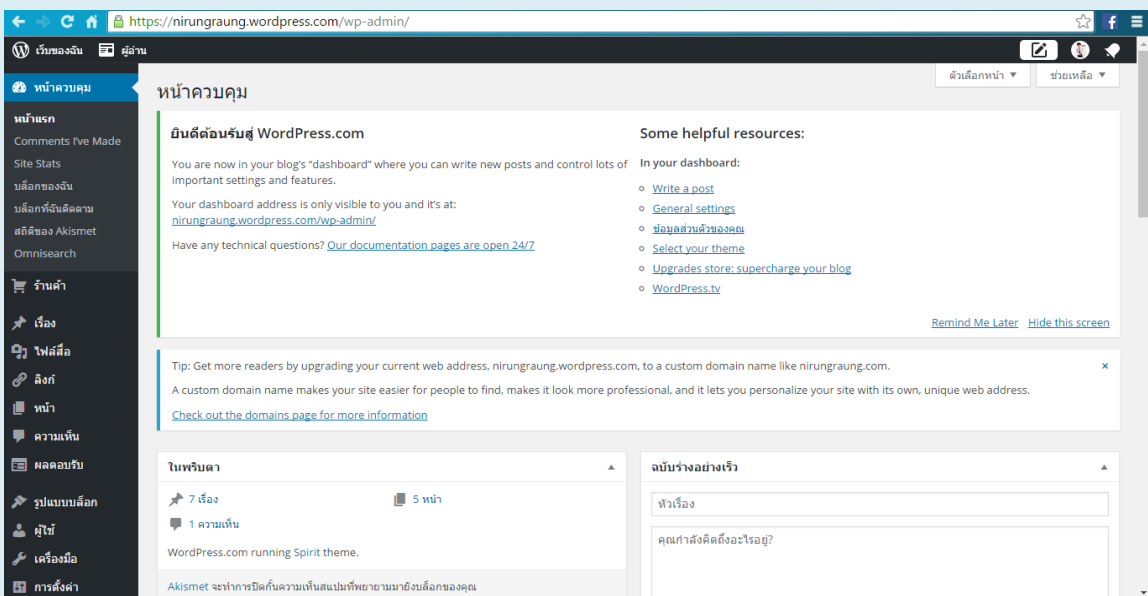 https://nirungraung.wordpress.com/wp-admin/
เว็บของฉัน ผู้อ่าน
หน้าควบคุม
หน้าแรก
Comments I've Made
Site Stats
บล็อกของฉัน
บล็อกที่ฉันติดตาม
สถิติของ Akismet
Omnisearch
ร้านค้า
เรื่อง
ไฟล์สื่อ
ลิงก์
หน้า
ความเห็น
ผลตอบรับ
รูปแบบบล็อก
ผู้ใช้
เครื่องมือ
การตั้งค่า
ตัวเลือกหน้า ช่วยเหลือ
หน้าควบคุม
ยินดีต้อนรับสู่ WordPress.com
You are now in your blog's “dashboard” where you can write new posts and control lots of
important settings and features.
Your dashboard address is only visible to you and it's at:
nirungraung.wordpress.com/wp-admin/
Have any technical questions? Our documentation pages are open 24/7
Some helpful resources:
In your dashboard:
Write a post
General settings
ข้อมูลส่วนตัวของคุณ
Select your theme
Upgrades store: supercharge your blog
WordPress.tv
Remind Me Later Hide this screen
Tip: Get more readers by upgrading your current web address, nirungraung.wordpress.com, to a custom domain name like nirungraung.com.
A custom domain name makes your site easier for people to find, makes it look more professional, and it lets you personalize your site with its own, unique web address.
Check out the domains page for more information
ในพริบตา
7 เรื่อง 5 หน้า
1 ความเห็น
WordPress.com running Spirit theme.
Akismet จะทำการปิดกั้นความเห็นสแปมที่พยายามมายังบล็อกของคุณ
ฉบับร่างอย่างเร็ว
หัวเรื่อง
คุณกำลังคิดถึงอะไรอยู่?